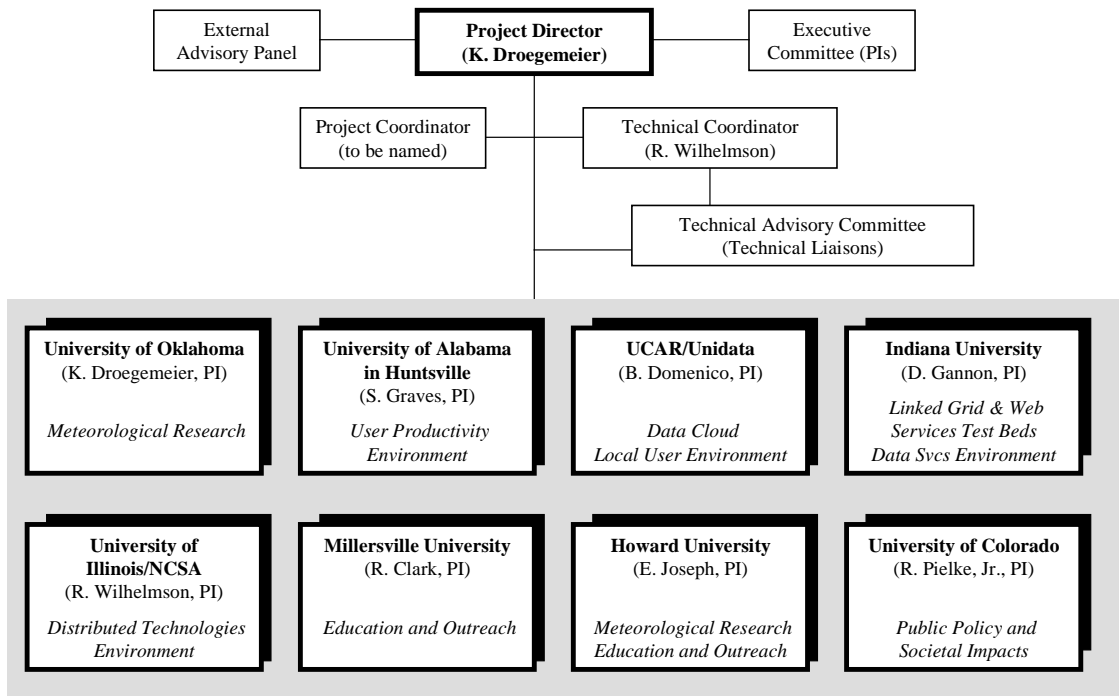 External
Advisory Panel
Project Director
(K. Droegemeier)
Executive
Committee (PIs)
Project Coordinator
(to be named)
Technical Coordinator
(R. Wilhelmson)
Technical Advisory Committee
(Technical Liaisons)
University of Oklahoma
(K. Droegemeier, PI)
Meteorological Research
University of Alabama
in Huntsville
(S. Graves, PI)
User Productivity
Environment
UCAR/Unidata
(B. Domenico, PI)
Data Cloud
Local User Environment
Indiana University
(D. Gannon, PI)
Linked Grid & Web
Services Test Beds
Data Svcs Environment
University of
Illinois/NCSA
(R. Wilhelmson, PI)
Distributed Technologies
Environment
Millersville University
(R. Clark, PI)
Education and Outreach
Howard University
(E. Joseph, PI)
Meteorological Research
Education and Outreach
University of Colorado
(R. Pielke, Jr., PI)
Public Policy and
Societal Impacts